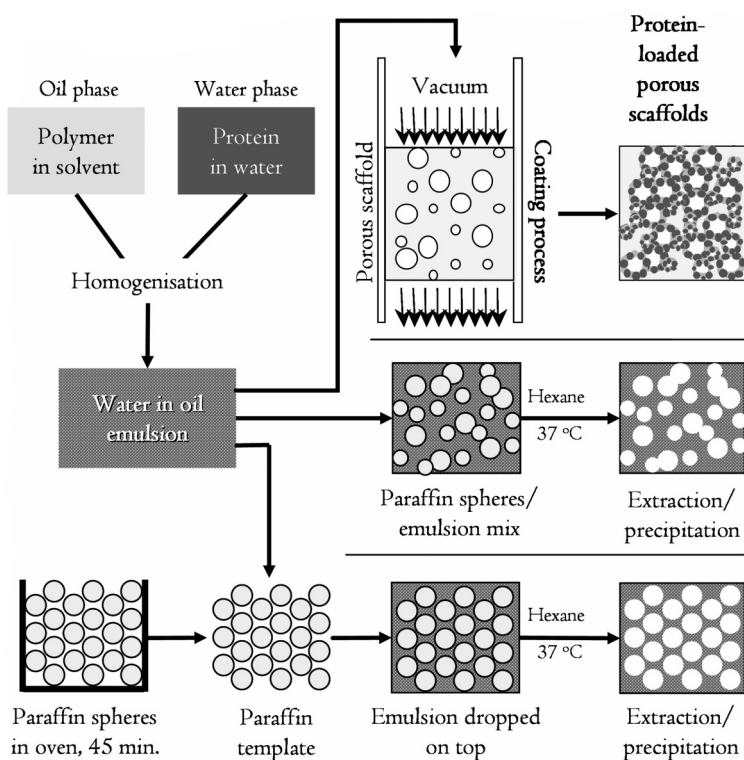 Oil phase
Water phase
Polymer
in solvent
Protein
in water
Homogenisation
Water in oil
emulsion
Vacuum
Porous scaffold
Coating process
Protein-
loaded
porous
scaffolds
Paraffin spheres/
emulsion mix
Hexane
37 ºC
Extraction/
precipitation
Paraffin spheres
in oven, 45 min.
Paraffin
template
Emulsion dropped
on top
Hexane
37 ºC
Extraction/
precipitation